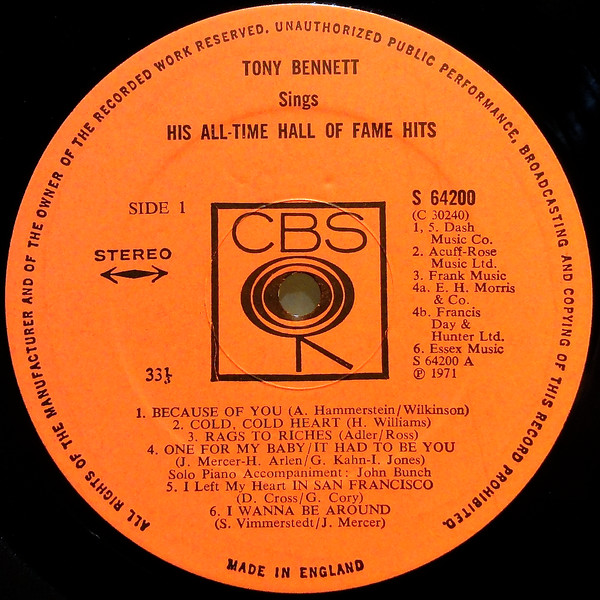 ALL RIGHTS OF THE MANUFACTURER AND OF THE OWNER OF THE RECORDED WORK RESERVED. UNAUTHORIZED PUBLIC PERFORMANCE, BROADCASTING AND COPYING OF THIS RECORD PROHIBITED.
TONY BENNETT
Sings
HIS ALL-TIME HALL OF FAME HITS
SIDE 1
STEREO
33⅓
CBS
S 64200
(C 30240)
1, 5. Dash
Music Co.
2. Acuff-Rose
Music Ltd.
3. Frank Music
4a. E. H. Morris
& Co.
4b. Francis
Day &
Hunter Ltd.
6. Essex Music
S 64200 A
℗ 1971
1. BECAUSE OF YOU (A. Hammerstein/Wilkinson)
2. COLD, COLD HEART (H. Williams)
3. RAGS TO RICHES (Adler/Ross)
4. ONE FOR MY BABY/IT HAD TO BE YOU
(J. Mercer-H. Arlen/G. Kahn-I. Jones)
Solo Piano Accompaniment: John Bunch
5. I Left My Heart IN SAN FRANCISCO
(D. Cross/G. Cory)
6. I WANNA BE AROUND
(S. Vimmerstedt/J. Mercer)
MADE IN ENGLAND